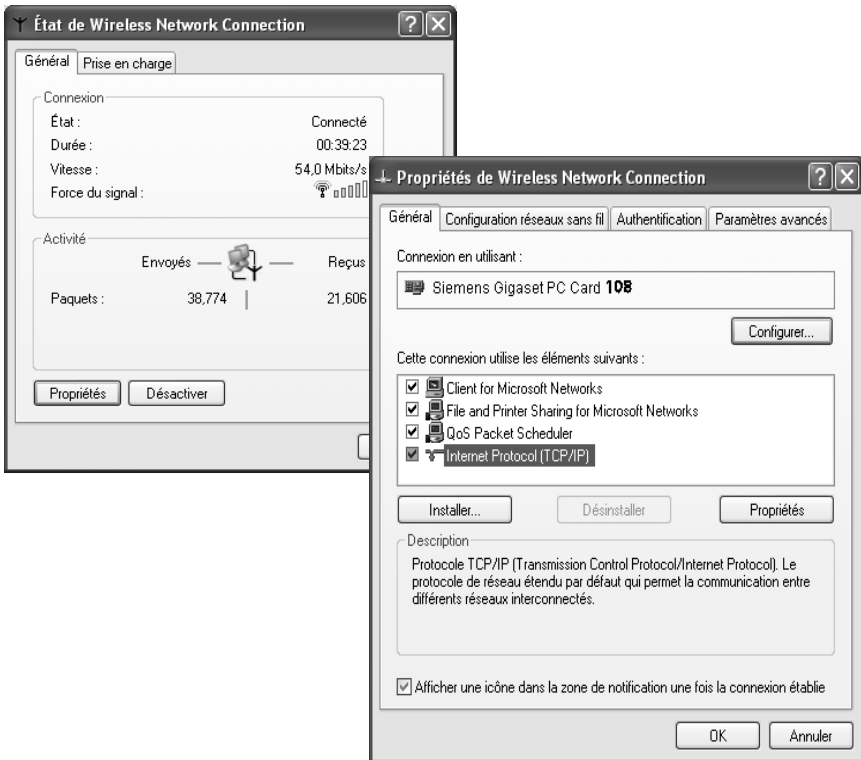 État de Wireless Network Connection
Général Prise en charge
Connexion
État : Connecté
Durée : 00:39:23
Vitesse : 54,0 Mbits/s
Force du signal :
Activité
Envoyés Reçus
Paquets : 38,774 21,606
Propriétés Désactiver
Propriétés de Wireless Network Connection
Général Configuration réseaux sans fil Authentification Paramètres avancés
Connexion en utilisant :
Siemens Gigaset PC Card 108
Configurer...
Cette connexion utilise les éléments suivants :
Client for Microsoft Networks
File and Printer Sharing for Microsoft Networks
QoS Packet Scheduler
Internet Protocol (TCP/IP)
Installer... Désinstaller Propriétés
Description
Protocole TCP/IP (Transmission Control Protocol/Internet Protocol). Le
protocole de réseau étendu par défaut qui permet la communication entre
différents réseaux interconnectés.
Afficher une icône dans la zone de notification une fois la connexion établie
OK Annuler